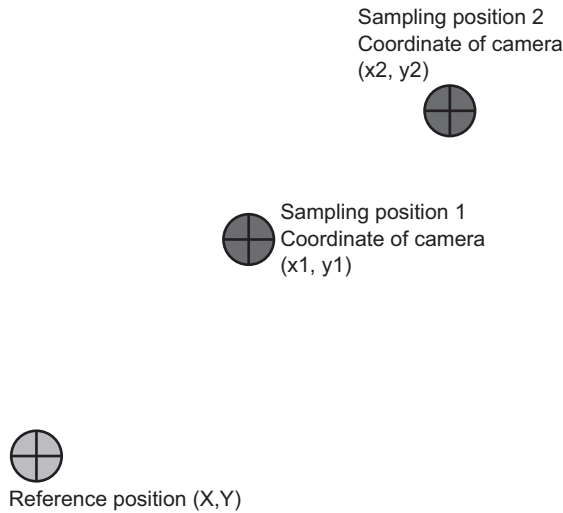 Sampling position 2
Coordinate of camera
(x2, y2)
Sampling position 1
Coordinate of camera
(x1, y1)
Reference position (X,Y)